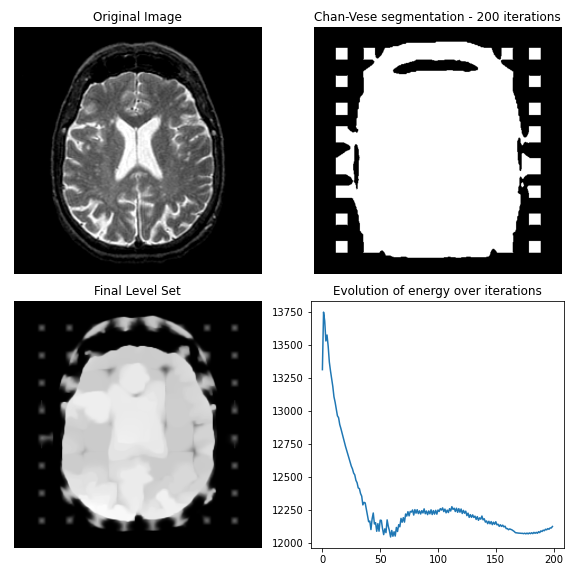 Original Image
Chan-Vese segmentation - 200 iterations
Final Level Set
Evolution of energy over iterations
13750
13500
13250
13000
12750
12500
12250
12000
0 50 100 150 200